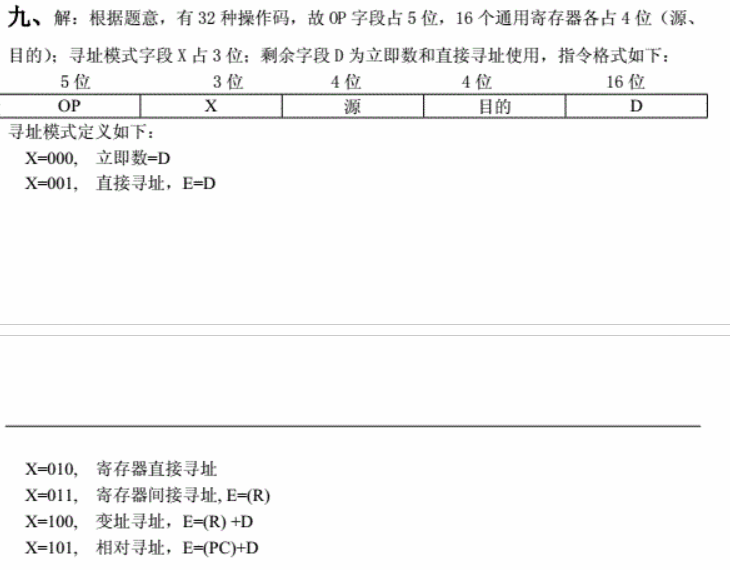 九、解：根据题意，有 32 种操作码，故 OP 字段占 5 位，16 个通用寄存器各占 4 位（源、
目的）；寻址模式字段 X 占 3 位；剩余字段 D 为立即数和直接寻址使用，指令格式如下：
5 位 3 位 4 位 4 位 16 位
OP X 源 目的 D
寻址模式定义如下：
X=000, 立即数=D
X=001, 直接寻址，E=D
X=010, 寄存器直接寻址
X=011, 寄存器间接寻址, E=(R)
X=100, 变址寻址，E=(R) +D
X=101, 相对寻址，E=(PC)+D